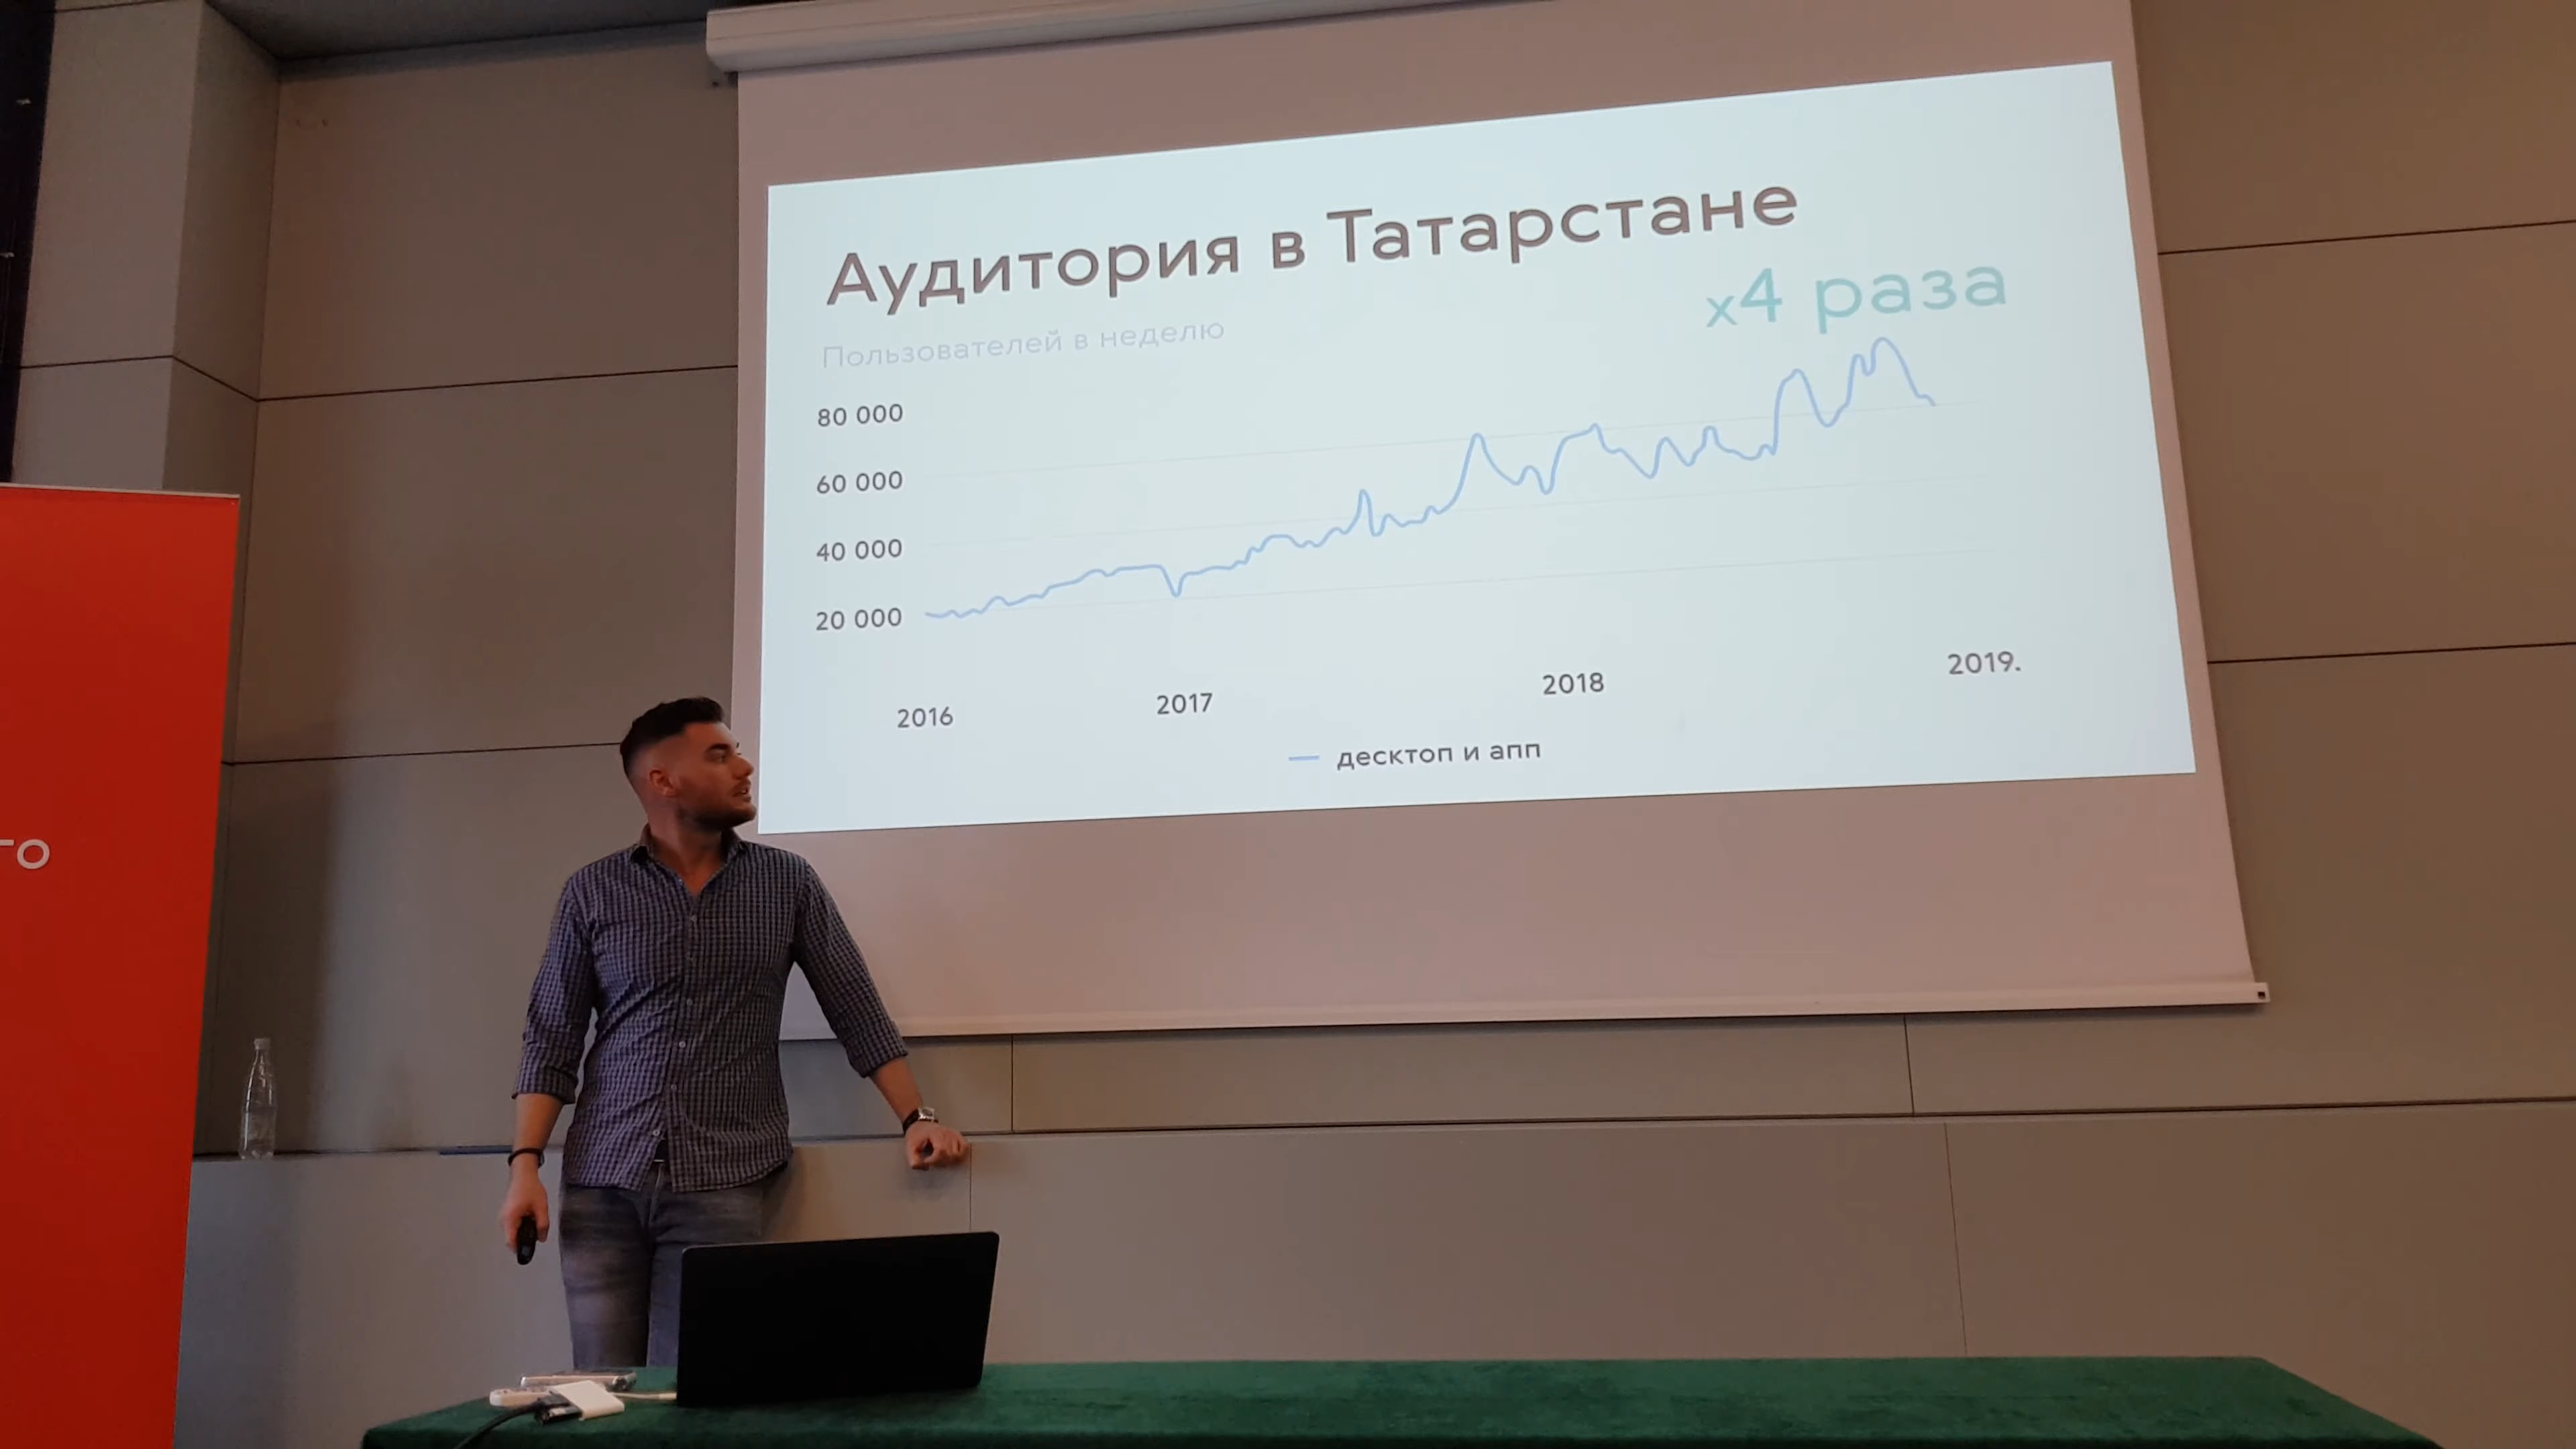 Аудитория в Татарстане
x4 раза
Пользователей в неделю
80 000
60 000
40 000
20 000
2016
2017
2018
2019.
десктоп и апп
го